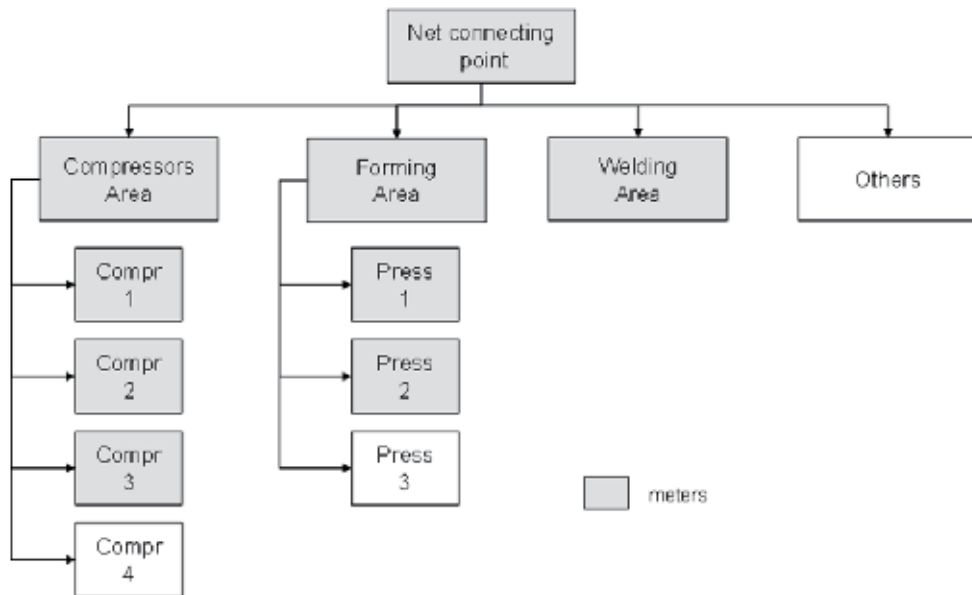 Net connecting
point
Compressors
Area
Forming
Area
Welding
Area
Others
Compr
1
Compr
2
Compr
3
Compr
4
Press
1
Press
2
Press
3
meters